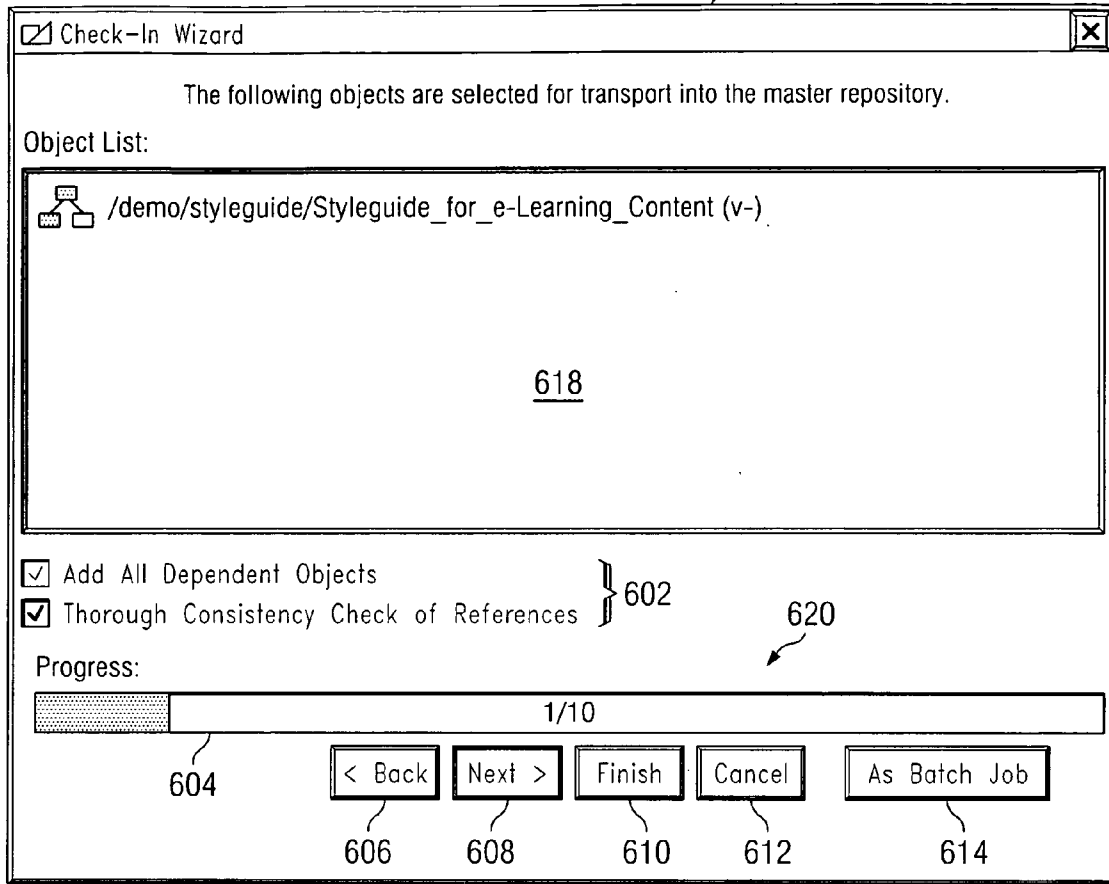 Check-In Wizard
The following objects are selected for transport into the master repository.
Object List:
/demo/styleguide/Styleguide_for_e-Learning_Content (v-)
618
Add All Dependent Objects
Thorough Consistency Check of References
602
620
Progress:
1/10
604
< Back
Next >
Finish
Cancel
As Batch Job
606
608
610
612
614